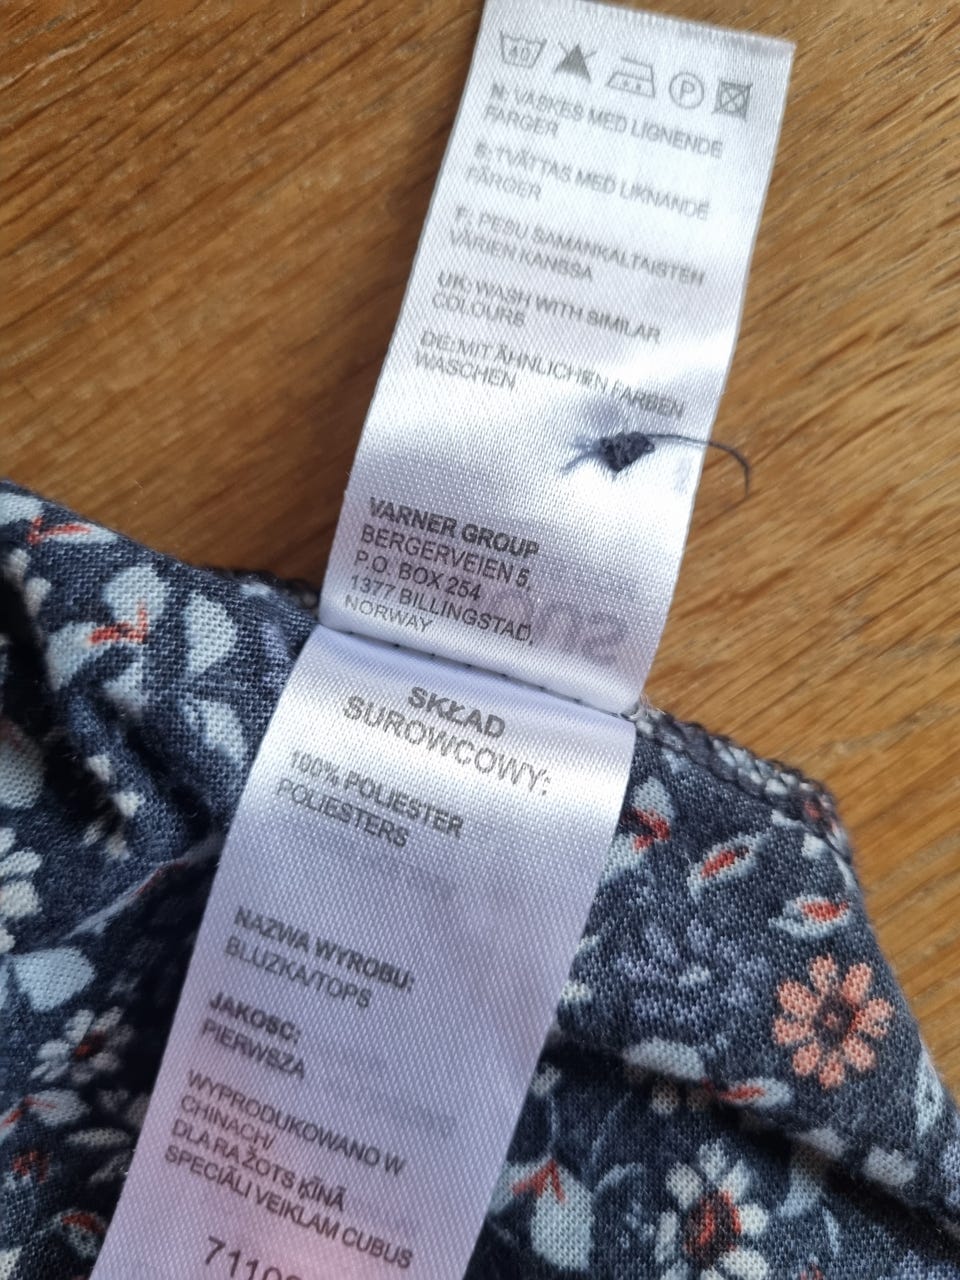 40
P
N: VASKES MED LIGNENDE
FARGER
S: TVÄTTAS MED LIKNANDE
FÄRGER
F: PESU SAMANKALTAISTEN
VÄRIEN KANSSA
UK: WASH WITH SIMILAR
COLOURS
DE:MIT ÄHNLICHEN FARBEN
WASCHEN
VARNER GROUP
BERGERVEIEN 5,
P.O. BOX 254
1377 BILLINGSTAD,
NORWAY
SKŁAD
SUROWCOWY:
100% POLIESTER
POLIESTERS
NAZWA WYROBU:
BLUZKA/TOPS
JAKOSC:
PIERWSZA
WYPRODUKOWANO W
CHINACH/
DLA RAŽOTS ĶĪNĀ
SPECIĀLI VEIKLAM CUBUS